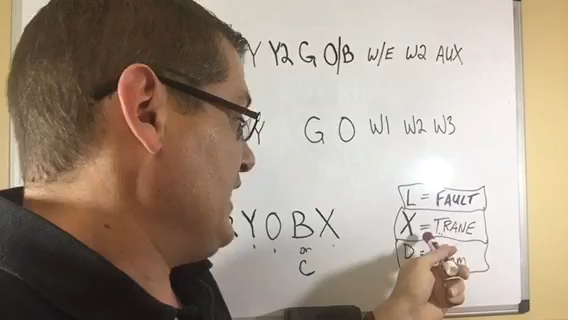 Y Y2 G O/B W/E W2 AUX
Y G O W1 W2 W3
L = FAULT
X = TRANE
Y O B X
or
C
D =